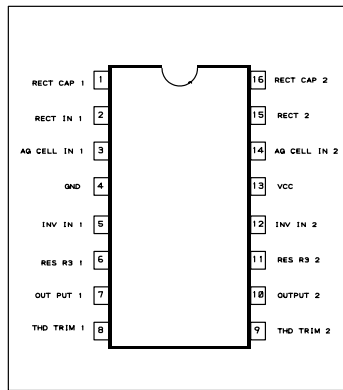 RECT CAP 1 1 16 RECT CAP 2
RECT IN 1 2 15 RECT 2
AG CELL IN 1 3 14 AG CELL IN 2
GND 4 13 VCC
INV IN 1 5 12 INV IN 2
RES R3 1 6 11 RES R3 2
OUT PUT 1 7 10 OUTPUT 2
THD TRIM 1 8 9 THD TRIM 2